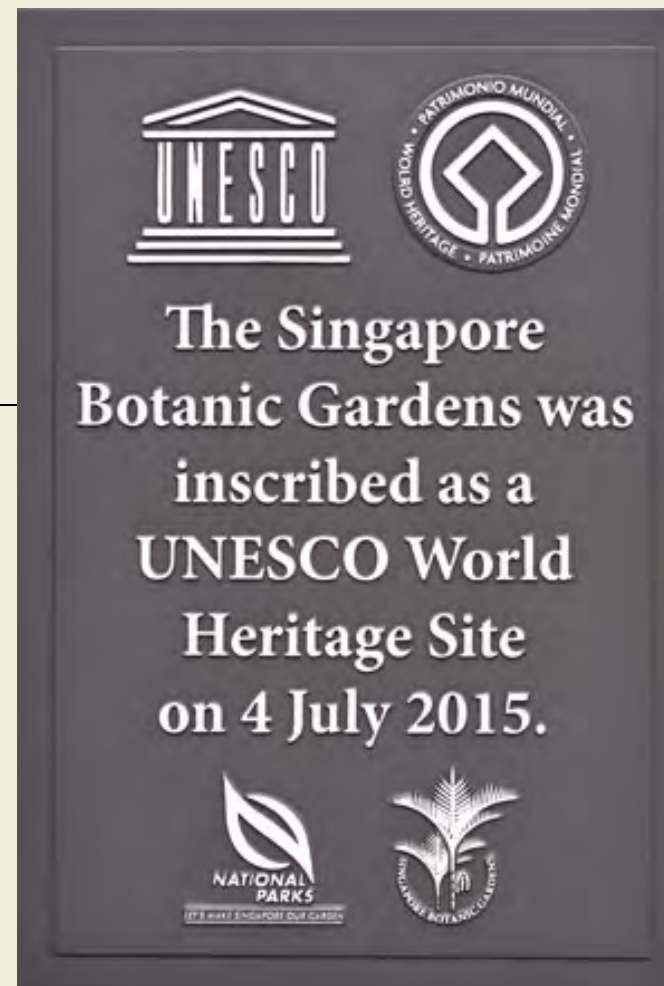 UNESCO
PATRIMONIO MUNDIAL • WOLRD HERITAGE • PATRIMOINE MONDIAL •
The Singapore
Botanic Gardens was
inscribed as a
UNESCO World
Heritage Site
on 4 July 2015.
NATIONAL
PARKS
LET'S MAKE SINGAPORE OUR GARDEN
SINGAPORE BOTANIC GARDENS